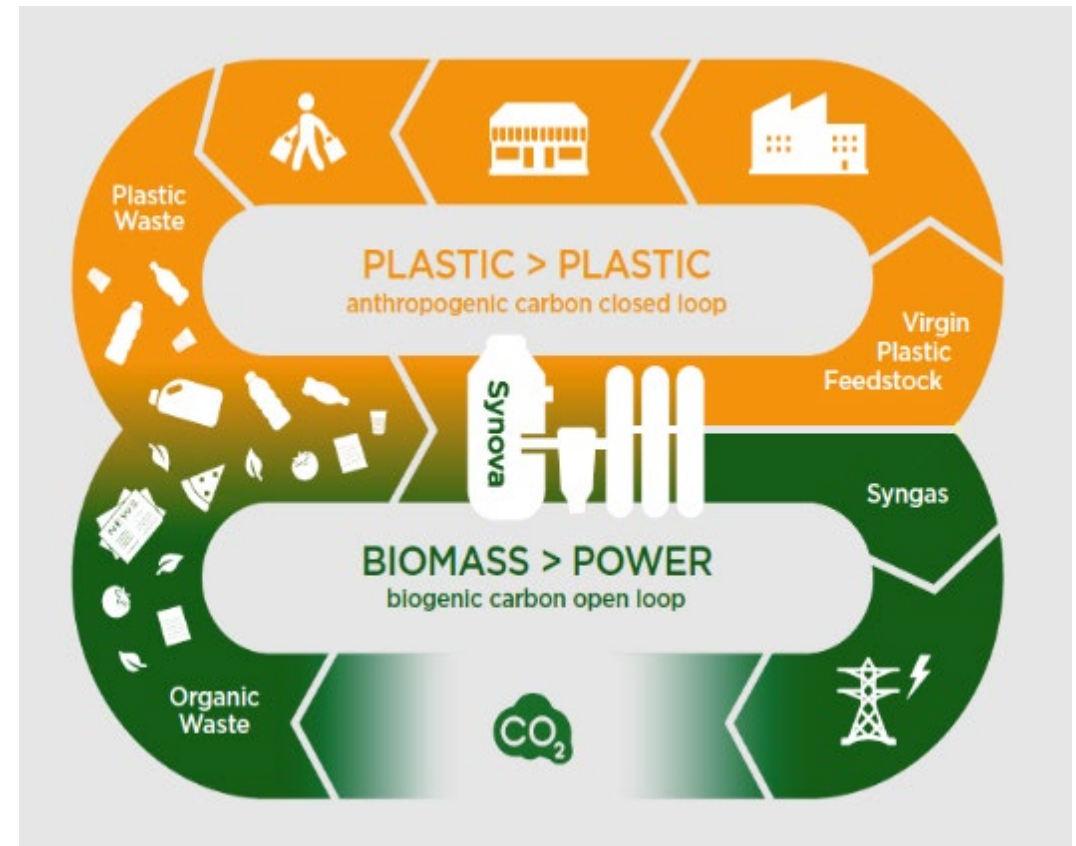 Plastic
Waste
PLASTIC > PLASTIC
anthropogenic carbon closed loop
Virgin
Plastic
Feedstock
Synova
NEWS
Syngas
BIOMASS > POWER
biogenic carbon open loop
Organic
Waste
CO₂